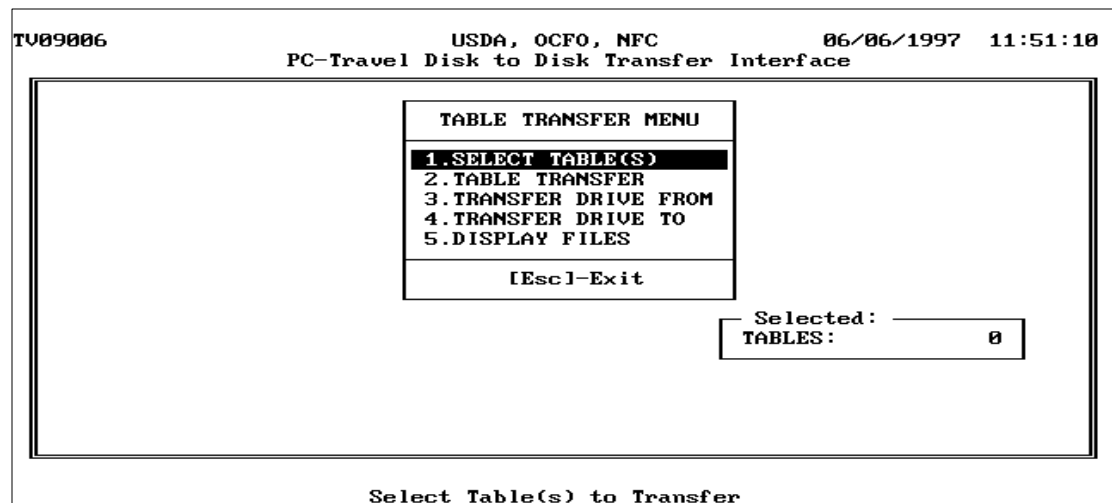 TV09006 USDA, OCFO, NFC 06/06/1997 11:51:10
PC-Travel Disk to Disk Transfer Interface
TABLE TRANSFER MENU
1.SELECT TABLE(S)
2.TABLE TRANSFER
3.TRANSFER DRIVE FROM
4.TRANSFER DRIVE TO
5.DISPLAY FILES
[Esc]-Exit
Selected:
TABLES: 0
Select Table(s) to Transfer